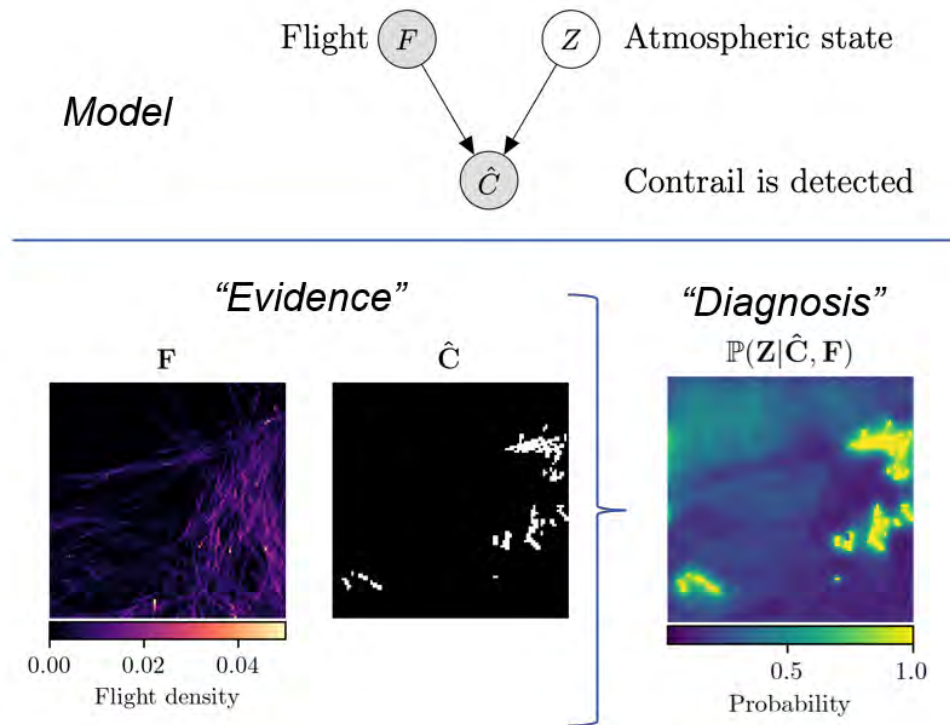 Flight F Z Atmospheric state
Model
Ĉ Contrail is detected
“Evidence” “Diagnosis”
F Ĉ ℙ(Z|Ĉ, F)
0.00 0.02 0.04 0.5 1.0
Flight density Probability